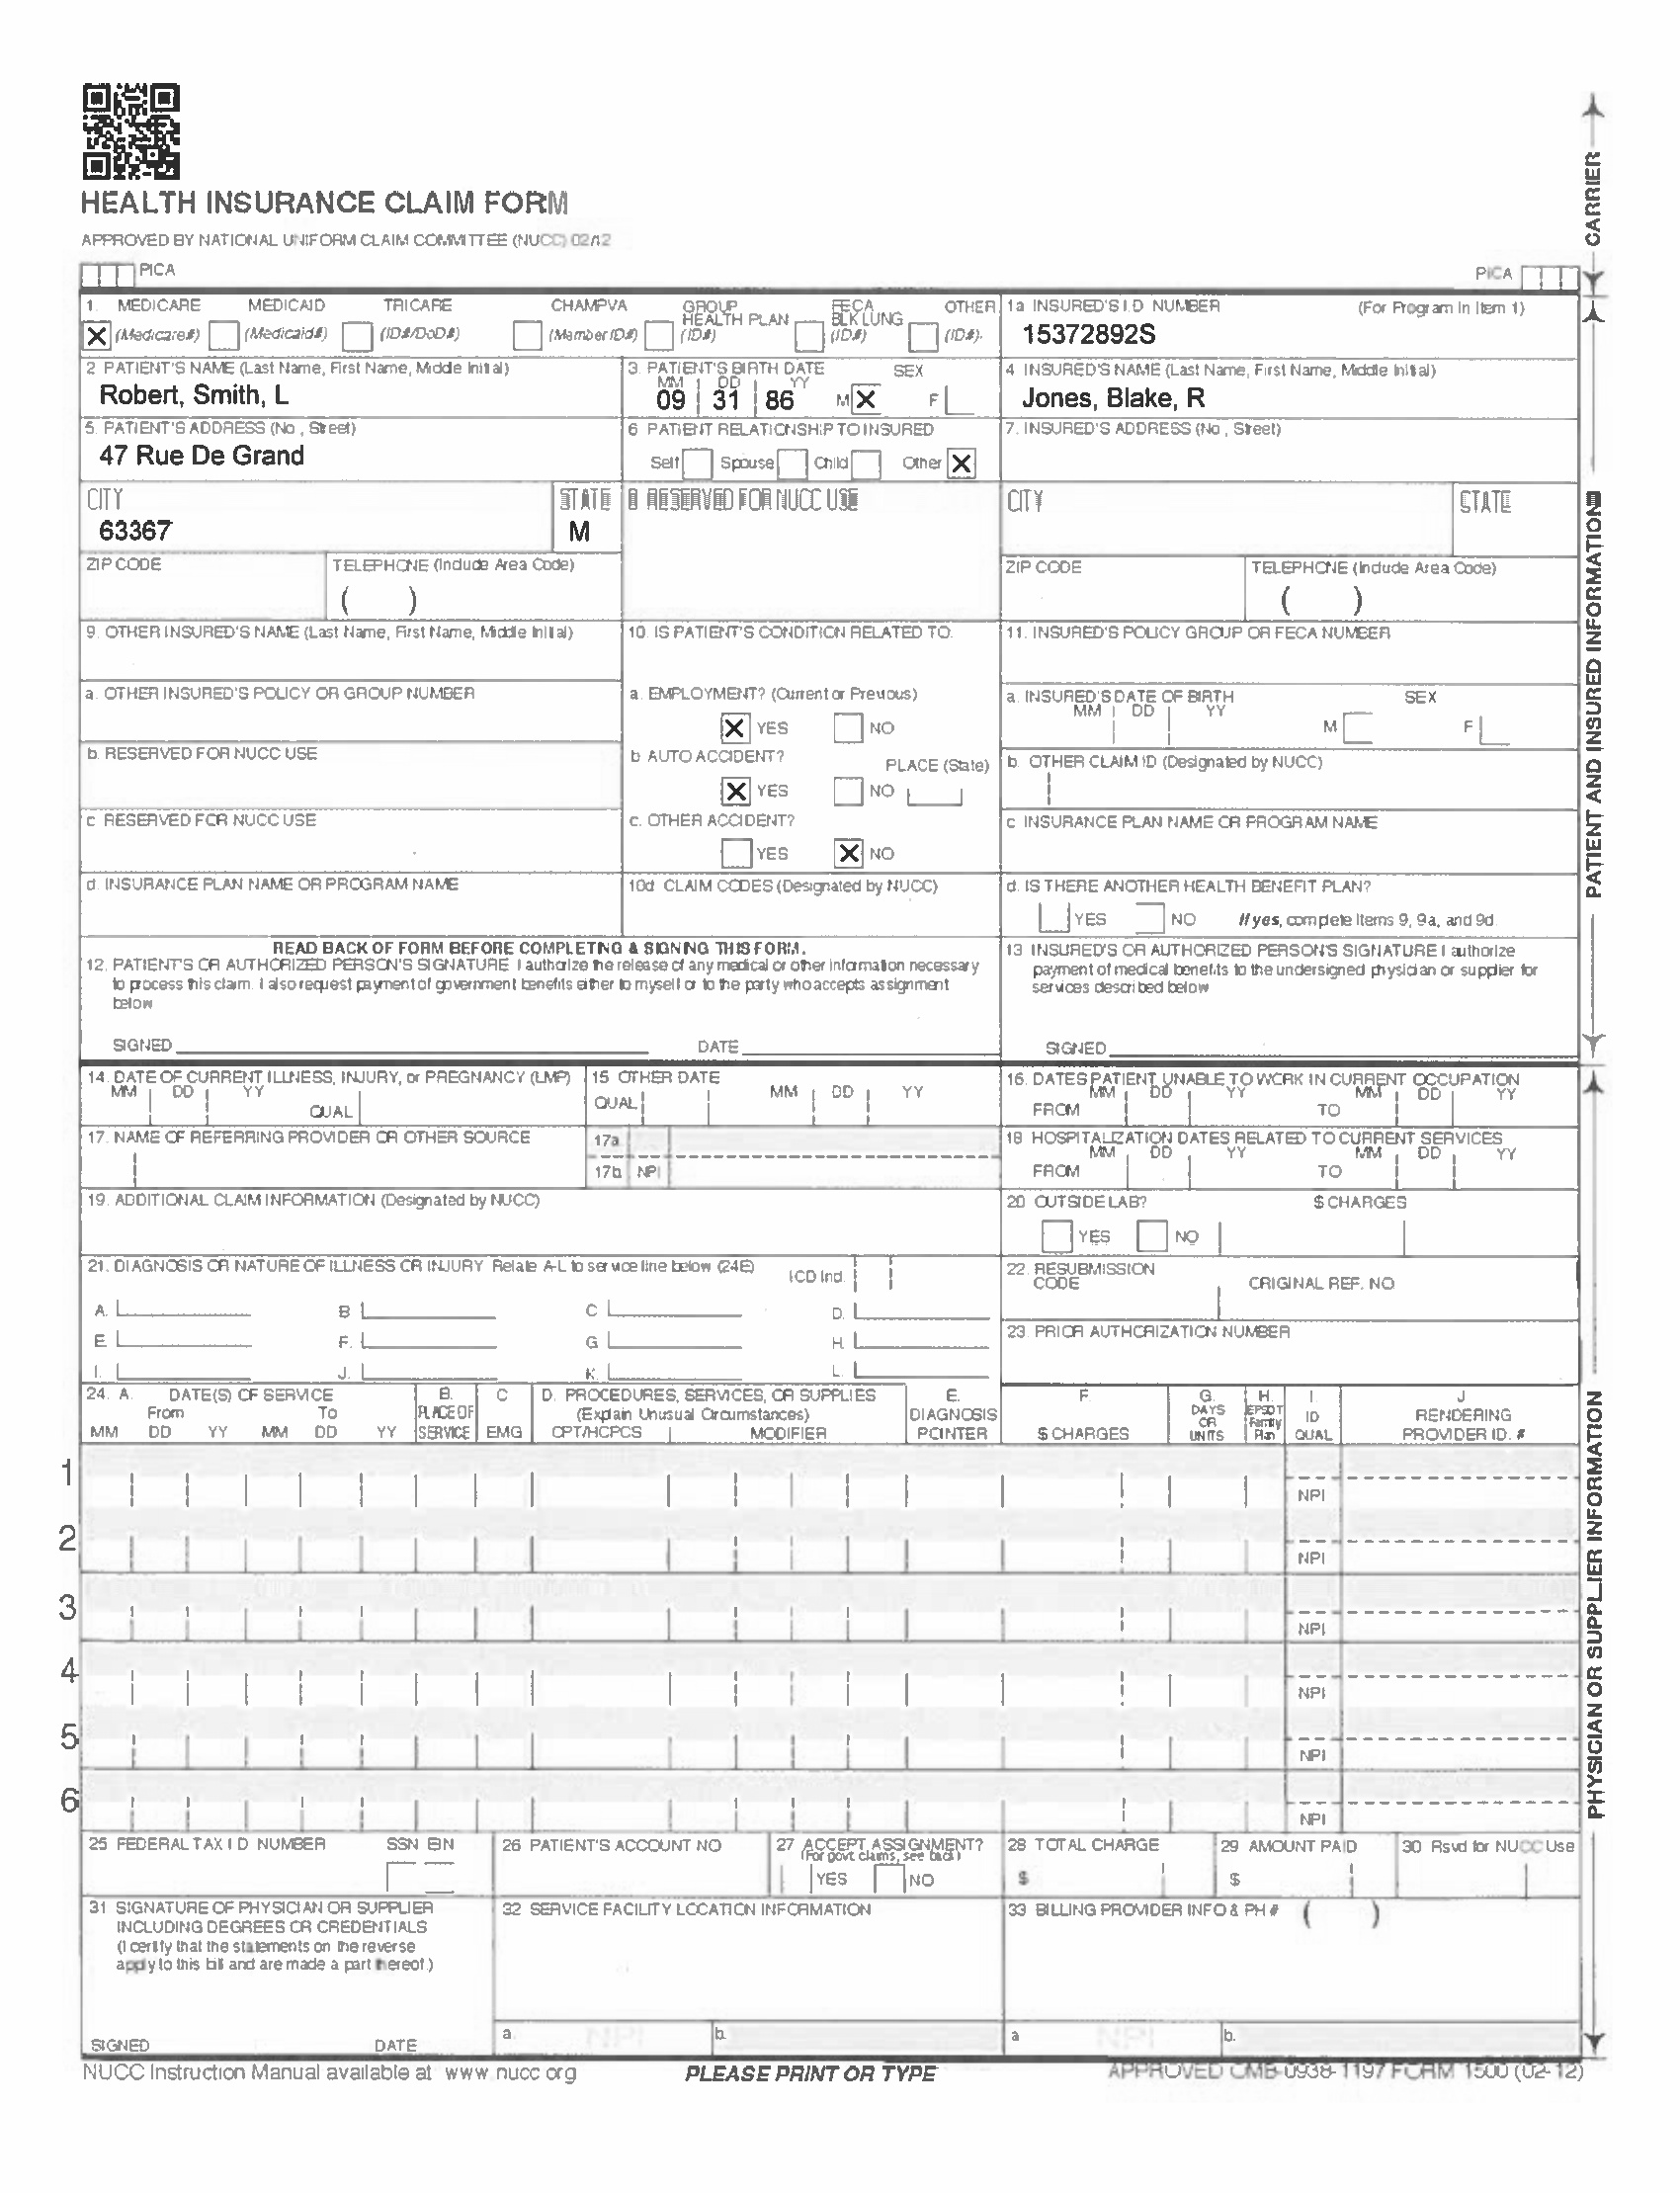 HEALTH INSURANCE CLAIM FORM
APPROVED BY NATIONAL UNIFORM CLAIM COMMITTEE (NUCC) 02/12
PICA
PICA
CARRIER
1. MEDICARE MEDICAID TRICARE CHAMPVA GROUP HEALTH PLAN FECA BLK LUNG OTHER
X (Medicare#) (Medicaid#) (ID#/DoD#) (Member ID#) (ID#) (ID#) (ID#).
1a INSURED'S I.D NUMBER (For Program in Item 1)
15372892S
2 PATIENT'S NAME (Last Name, First Name, Middle Initial)
Robert, Smith, L
3. PATIENT'S BIRTH DATE SEX
MM DD YY
09 31 86 M X F
4 INSURED'S NAME (Last Name, First Name, Middle Initial)
Jones, Blake, R
5. PATIENT'S ADDRESS (No , Street)
47 Rue De Grand
6 PATIENT RELATIONSHIP TO INSURED
Self Spouse Child Other X
7. INSURED'S ADDRESS (No , Street)
CITY STATE
63367 M
8 RESERVED FOR NUCC USE
CITY STATE
ZIP CODE TELEPHONE (Include Area Code)
( )
ZIP CODE TELEPHONE (Include Area Code)
( )
9. OTHER INSURED'S NAME (Last Name, First Name, Middle Initial)
10. IS PATIENT'S CONDITION RELATED TO.
11. INSURED'S POLICY GROUP OR FECA NUMBER
a. OTHER INSURED'S POLICY OR GROUP NUMBER
a. EMPLOYMENT? (Current or Previous)
X YES NO
a. INSURED'S DATE OF BIRTH SEX
MM DD YY
M F
b. RESERVED FOR NUCC USE
b AUTO ACCIDENT? PLACE (State)
X YES NO
b. OTHER CLAIM ID (Designated by NUCC)
c RESERVED FOR NUCC USE
c. OTHER ACCIDENT?
YES X NO
c INSURANCE PLAN NAME OR PROGRAM NAME
d. INSURANCE PLAN NAME OR PROGRAM NAME
10d CLAIM CODES (Designated by NUCC)
d. IS THERE ANOTHER HEALTH BENEFIT PLAN?
YES NO If yes, complete Items 9, 9a, and 9d
PATIENT AND INSURED INFORMATION
READ BACK OF FORM BEFORE COMPLETING & SIGNING THIS FORM.
12. PATIENT'S OR AUTHORIZED PERSON'S SIGNATURE I authorize the release of any medical or other information necessary
to process this claim. I also request payment of government benefits either to myself or to the party who accepts assignment
below
SIGNED DATE
13 INSURED'S OR AUTHORIZED PERSON'S SIGNATURE I authorize
payment of medical benefits to the undersigned physician or supplier for
services described below
SIGNED
14. DATE OF CURRENT ILLNESS, INJURY, or PREGNANCY (LMP)
MM DD YY
QUAL
15 OTHER DATE
QUAL MM DD YY
16. DATES PATIENT UNABLE TO WORK IN CURRENT OCCUPATION
MM DD YY MM DD YY
FROM TO
17. NAME OF REFERRING PROVIDER OR OTHER SOURCE
17a
17b NPI
18 HOSPITALIZATION DATES RELATED TO CURRENT SERVICES
MM DD YY MM DD YY
FROM TO
19. ADDITIONAL CLAIM INFORMATION (Designated by NUCC)
20 OUTSIDE LAB? $ CHARGES
YES NO
21. DIAGNOSIS OR NATURE OF ILLNESS OR INJURY Relate A-L to service line below (24E) ICD Ind.
A. B C D.
E F. G H.
I. J. K. L.
22. RESUBMISSION
CODE ORIGINAL REF. NO
23. PRIOR AUTHORIZATION NUMBER
24. A. DATE(S) OF SERVICE
From To
MM DD YY MM DD YY
B. PLACE OF SERVICE
C EMG
D. PROCEDURES, SERVICES, OR SUPPLIES
(Explain Unusual Circumstances)
CPT/HCPCS MODIFIER
E. DIAGNOSIS POINTER
F. $ CHARGES
G. DAYS OR UNITS
H. EPSDT Family Plan
I. ID QUAL
J RENDERING PROVIDER ID. #
1 NPI
2 NPI
3 NPI
4 NPI
5 NPI
6 NPI
PHYSICIAN OR SUPPLIER INFORMATION
25 FEDERAL TAX I D NUMBER SSN EIN
26 PATIENT'S ACCOUNT NO
27 ACCEPT ASSIGNMENT?
(For govt claims, see back)
YES NO
28 TOTAL CHARGE
$
29 AMOUNT PAID
$
30 Rsvd for NUCC Use
31 SIGNATURE OF PHYSICIAN OR SUPPLIER
INCLUDING DEGREES OR CREDENTIALS
(I certify that the statements on the reverse
apply to this bill and are made a part thereof.)
SIGNED DATE
32 SERVICE FACILITY LOCATION INFORMATION
a. NPI b.
33 BILLING PROVIDER INFO & PH # ( )
a NPI b.
NUCC Instruction Manual available at www nucc org
PLEASE PRINT OR TYPE
APPROVED OMB-0938-1197 FORM 1500 (02-12)